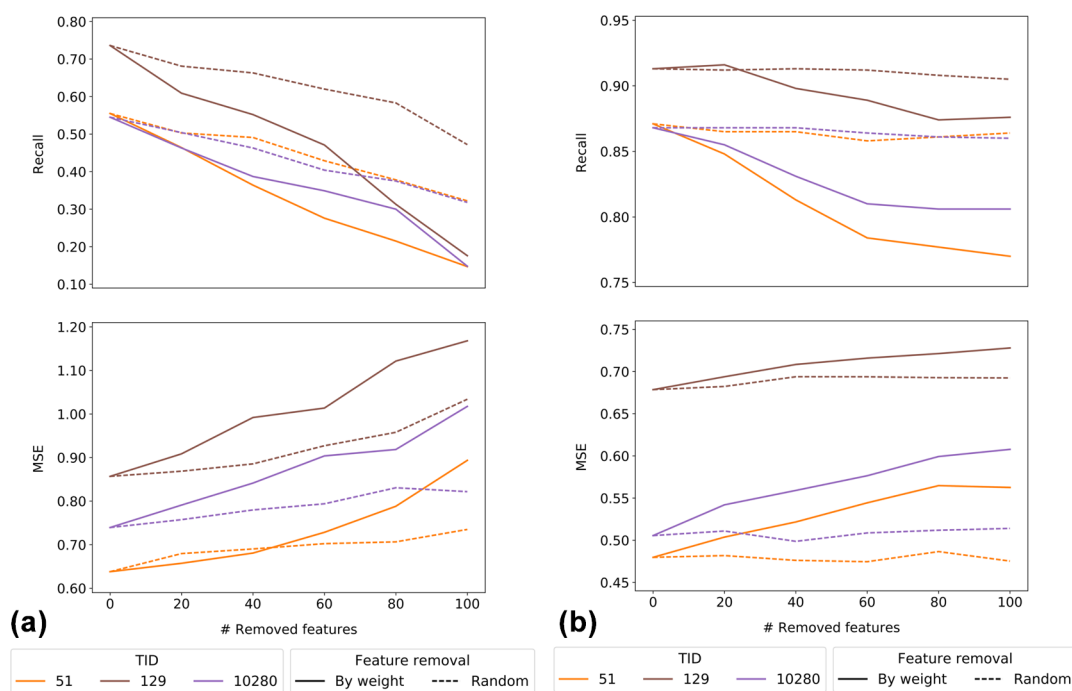 0.80
0.70
0.60
0.50
0.40
0.30
0.20
0.10
Recall
1.20
1.10
1.00
0.90
0.80
0.70
0.60
MSE
0 20 40 60 80 100
# Removed features
(a)
TID
51 129 10280
Feature removal
By weight Random
0.95
0.90
0.85
0.80
0.75
Recall
0.75
0.70
0.65
0.60
0.55
0.50
0.45
MSE
0 20 40 60 80 100
# Removed features
(b)
TID
51 129 10280
Feature removal
By weight Random